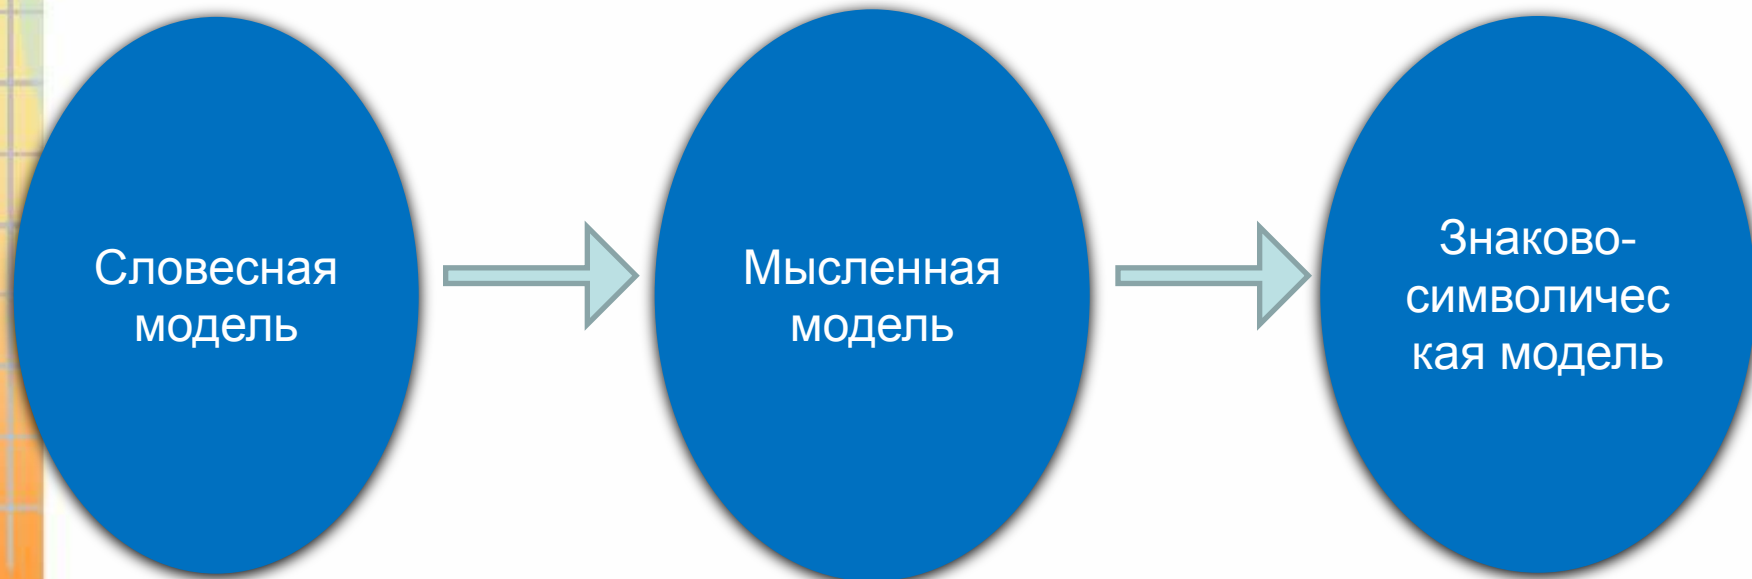 Словесная
модель
Мысленная
модель
Знаково-
символичес
кая модель